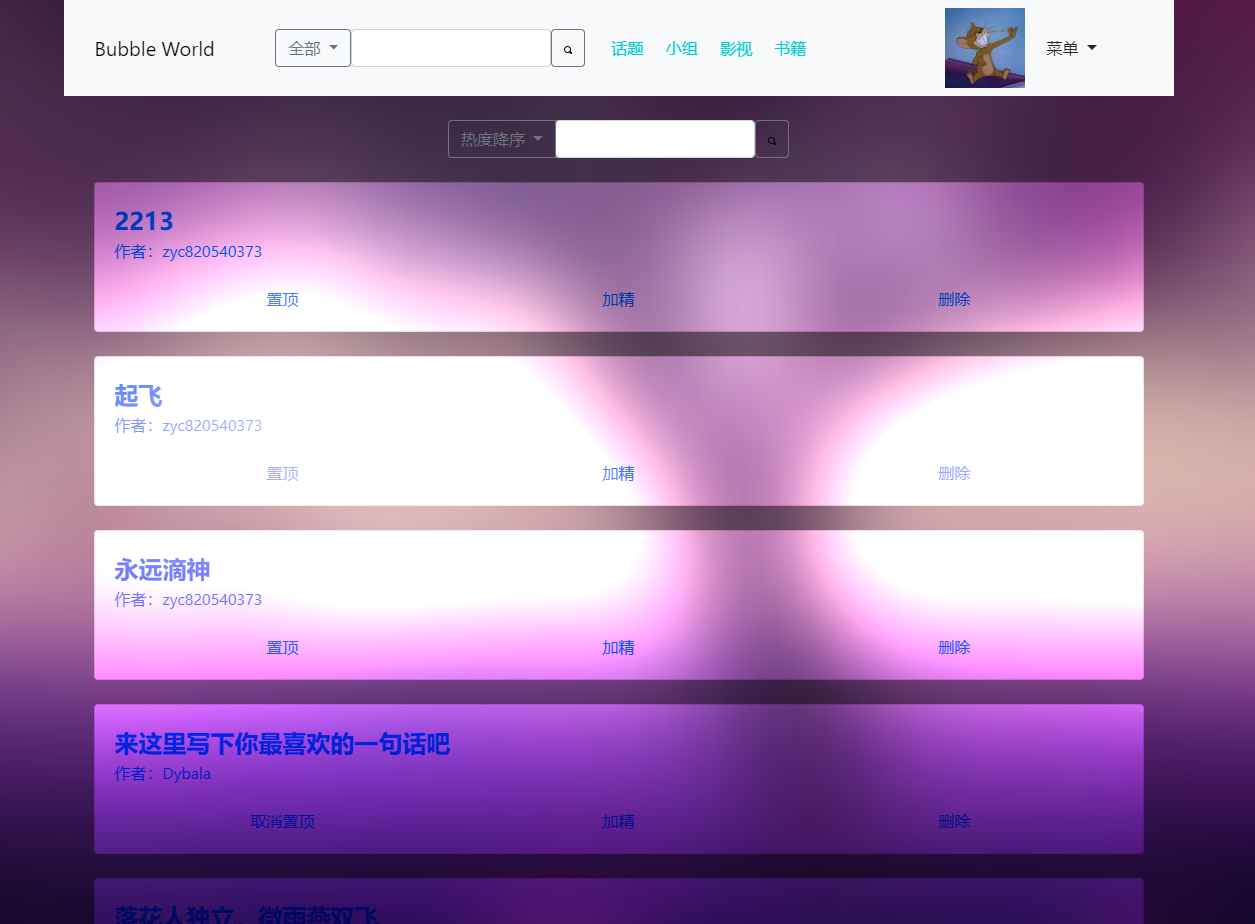 Bubble World 全部 话题 小组 影视 书籍 菜单
热度降序
2213
作者：zyc820540373
置顶 加精 删除
起飞
作者：zyc820540373
置顶 加精 删除
永远滴神
作者：zyc820540373
置顶 加精 删除
来这里写下你最喜欢的一句话吧
作者：Dybala
取消置顶 加精 删除
落花人独立，微雨燕双飞